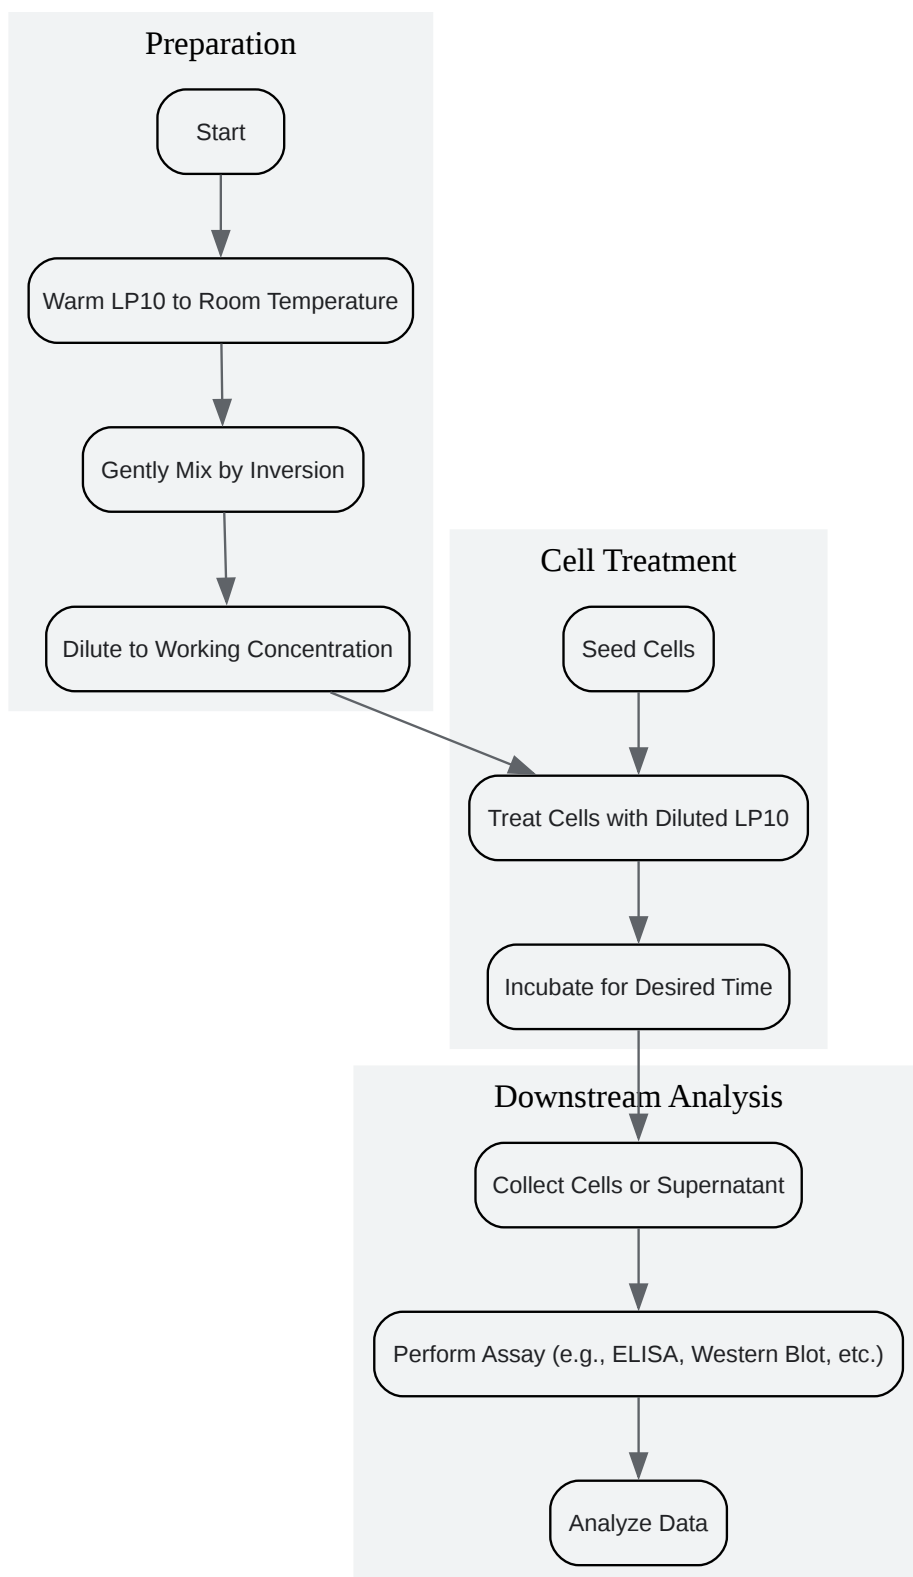 Preparation
Start
Warm LP10 to Room Temperature
Gently Mix by Inversion
Dilute to Working Concentration
Cell Treatment
Seed Cells
Treat Cells with Diluted LP10
Incubate for Desired Time
Downstream Analysis
Collect Cells or Supernatant
Perform Assay (e.g., ELISA, Western Blot, etc.)
Analyze Data